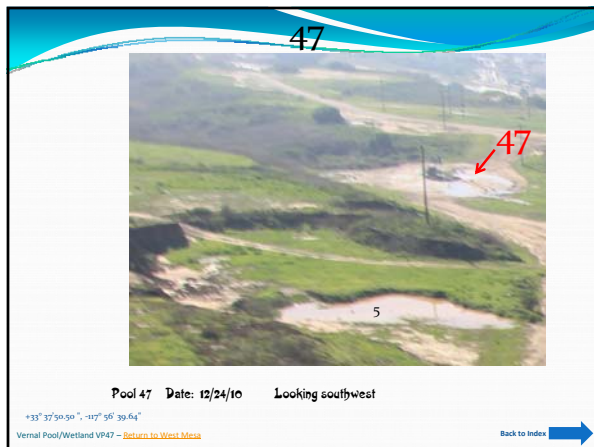 47
47
5
Pool 47 Date: 12/24/10 Looking southwest
+33° 37'50.50 ", -117° 56' 39.64"
Vernal Pool/Wetland VP47 – Return to West Mesa
Back to Index